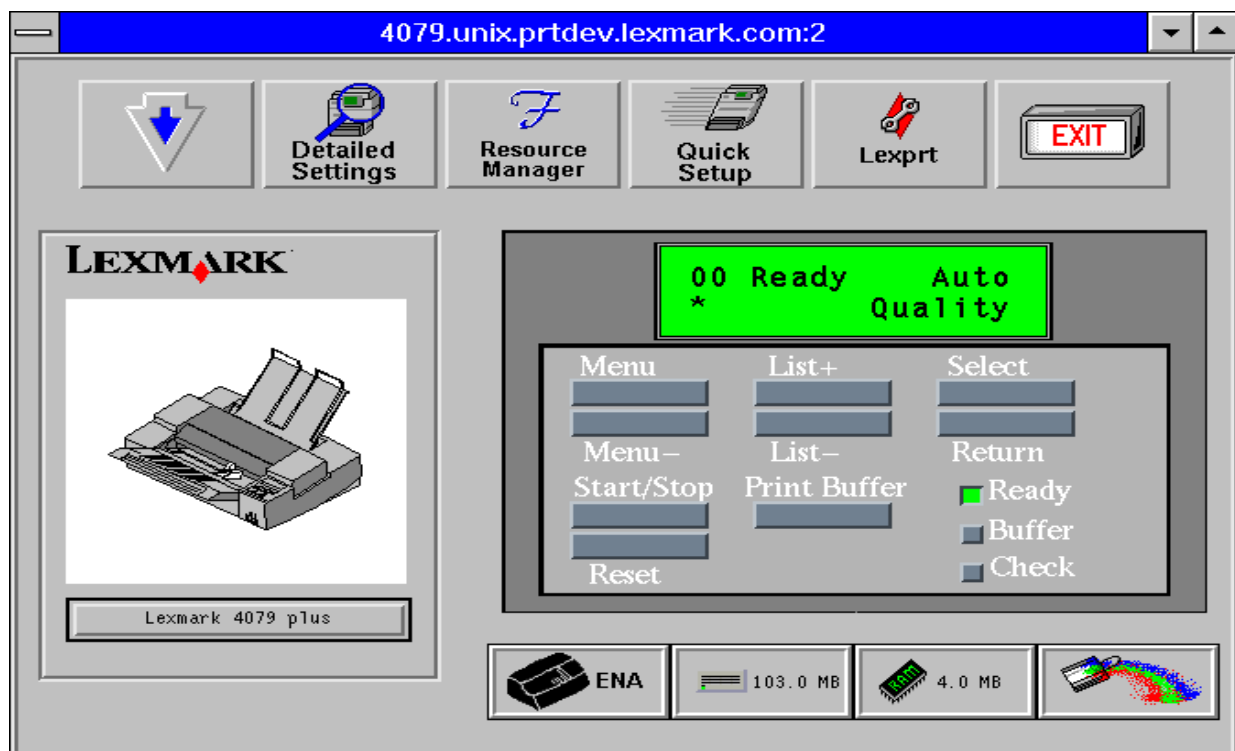 4079.unix.prtdev.lexmark.com:2
Detailed
Settings
Resource
Manager
Quick
Setup
Lexprt
EXIT
LEXMARK
Lexmark 4079 plus
00 Ready Auto
* Quality
Menu List+ Select
Menu- List- Return
Start/Stop Print Buffer
Ready
Buffer
Reset
Check
ENA
103.0 MB
RAM
4.0 MB